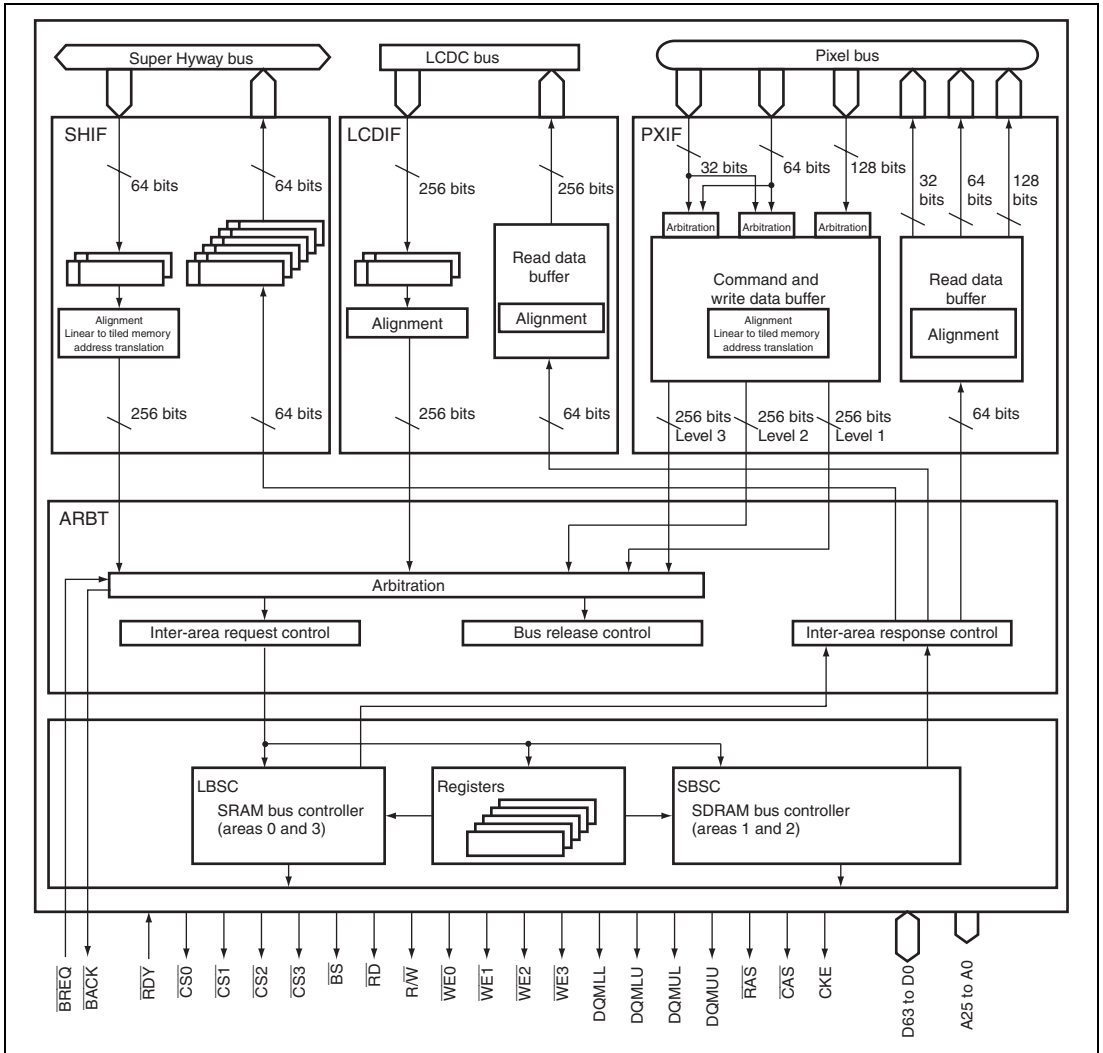 Super Hyway bus
LCDC bus
Pixel bus
SHIF
LCDIF
PXIF
64 bits
64 bits
256 bits
256 bits
32 bits
64 bits
128 bits
32
bits
64
bits
128
bits
Arbitration
Arbitration
Arbitration
Alignment
Linear to tiled memory
address translation
Alignment
Read data
buffer
Alignment
Command and
write data buffer
Alignment
Linear to tiled memory
address translation
Read data
buffer
Alignment
256 bits
64 bits
256 bits
64 bits
256 bits
Level 3
256 bits
Level 2
256 bits
Level 1
64 bits
ARBT
Arbitration
Inter-area request control
Bus release control
Inter-area response control
LBSC
SRAM bus controller
(areas 0 and 3)
Registers
SBSC
SDRAM bus controller
(areas 1 and 2)
BREQ
BACK
RDY
CS0
CS1
CS2
CS3
BS
RD
R/W
WE0
WE1
WE2
WE3
DQMLL
DQMLU
DQMUL
DQMUU
RAS
CAS
CKE
D63 to D0
A25 to A0